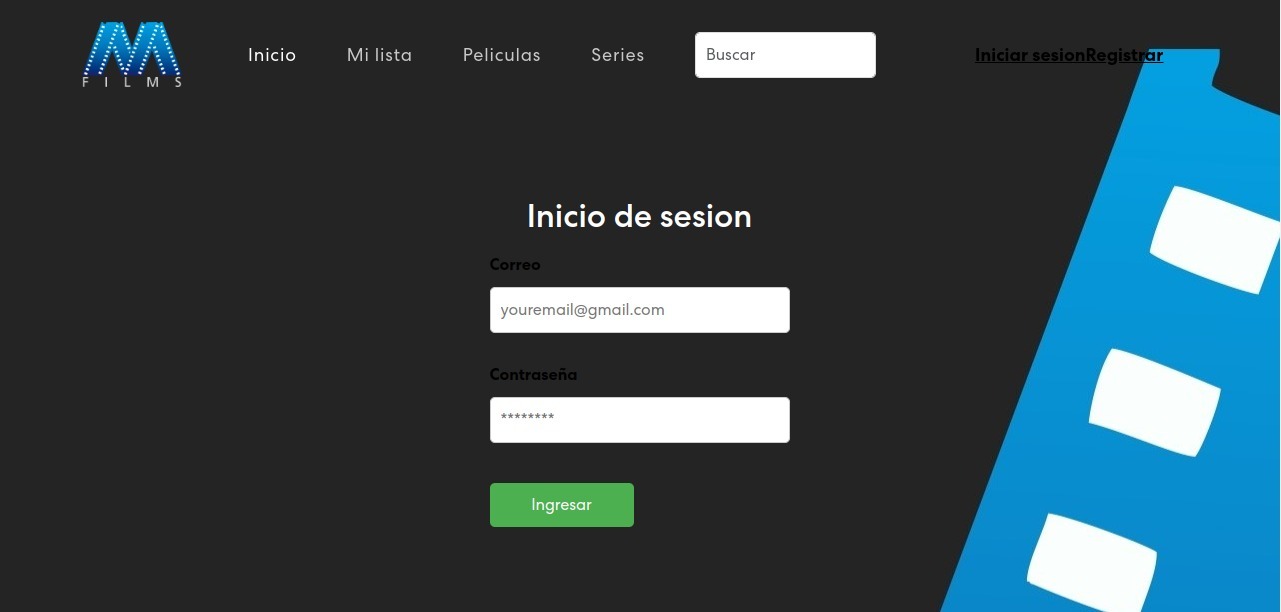 FILMS
Inicio Mi lista Peliculas Series Buscar Iniciar sesionRegistrar
Inicio de sesion
Correo
youremail@gmail.com
Contraseña
********
Ingresar